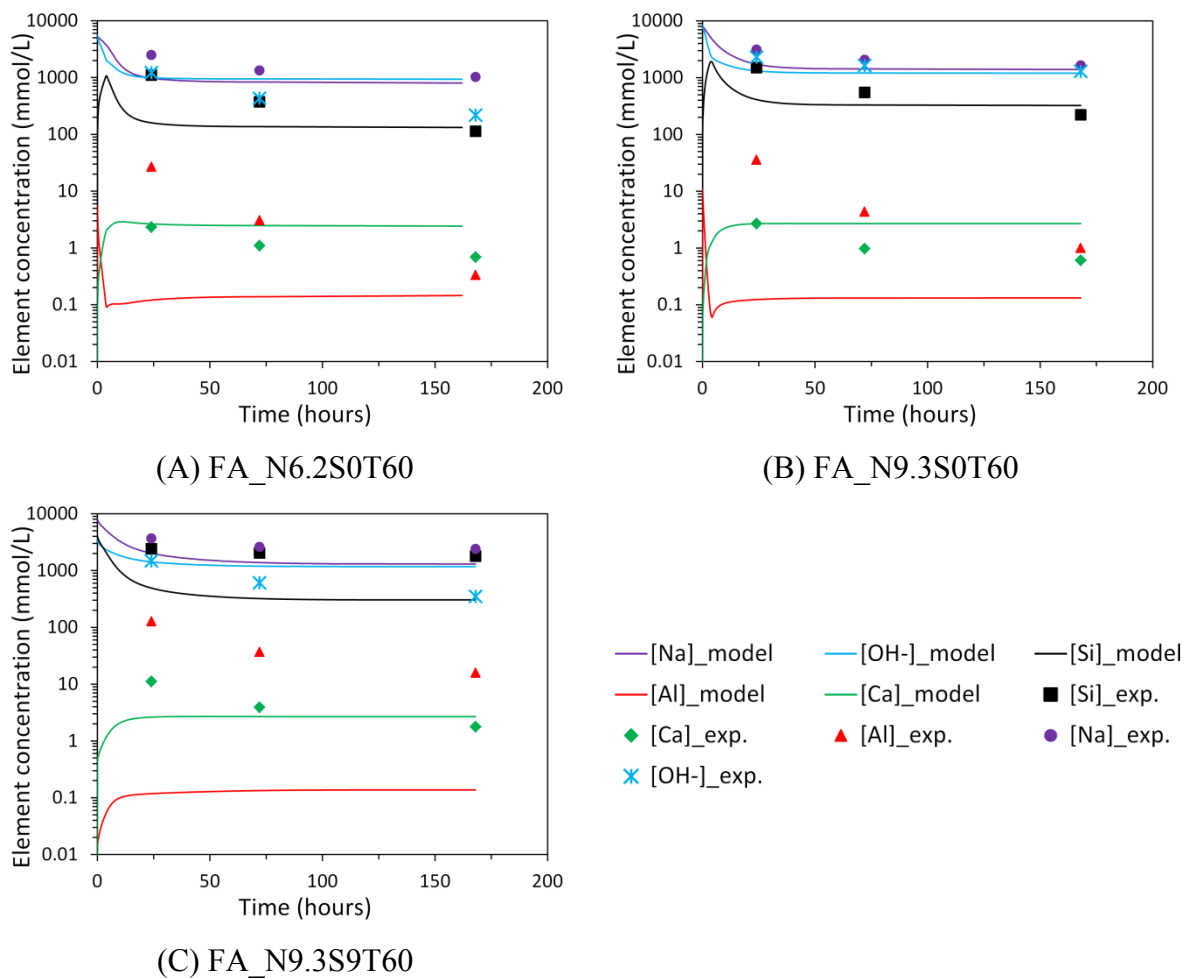 Element concentration (mmol/L)
10000
1000
100
10
1
0.1
0.01
0 50 100 150 200
Time (hours)
(A) FA_N6.2S0T60
Element concentration (mmol/L)
10000
1000
100
10
1
0.1
0.01
0 50 100 150 200
Time (hours)
(B) FA_N9.3S0T60
Element concentration (mmol/L)
10000
1000
100
10
1
0.1
0.01
0 50 100 150 200
Time (hours)
(C) FA_N9.3S9T60
[Na]_model [OH-]_model [Si]_model
[Al]_model [Ca]_model [Si]_exp.
[Ca]_exp. [Al]_exp. [Na]_exp.
[OH-]_exp.